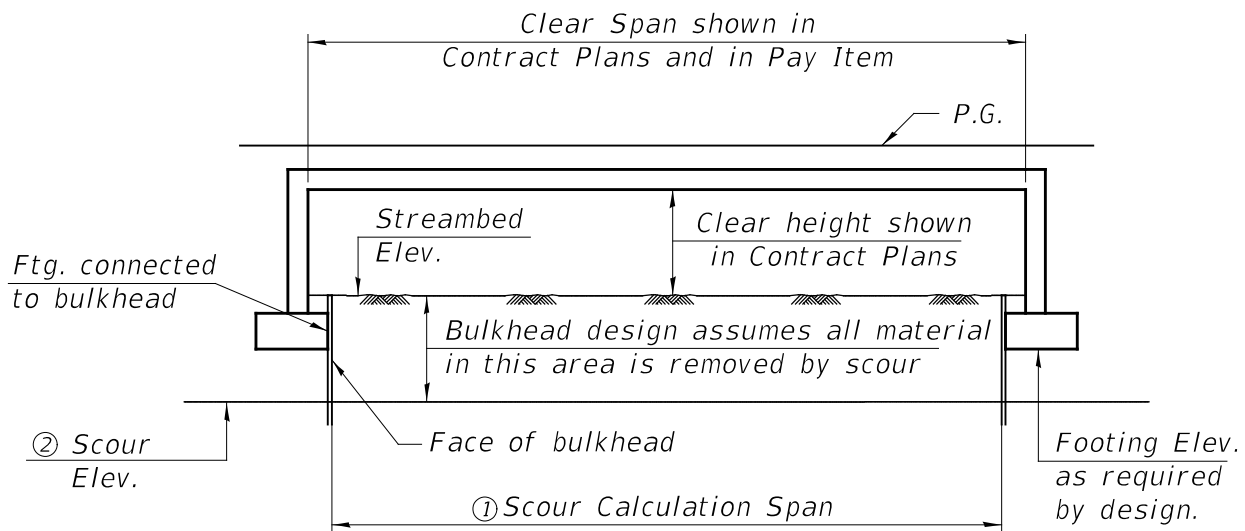 Clear Span shown in
Contract Plans and in Pay Item
P.G.
Streambed
Elev.
Clear height shown
in Contract Plans
Ftg. connected
to bulkhead
Bulkhead design assumes all material
in this area is removed by scour
② Scour
Elev.
Face of bulkhead
Footing Elev.
as required
by design.
① Scour Calculation Span